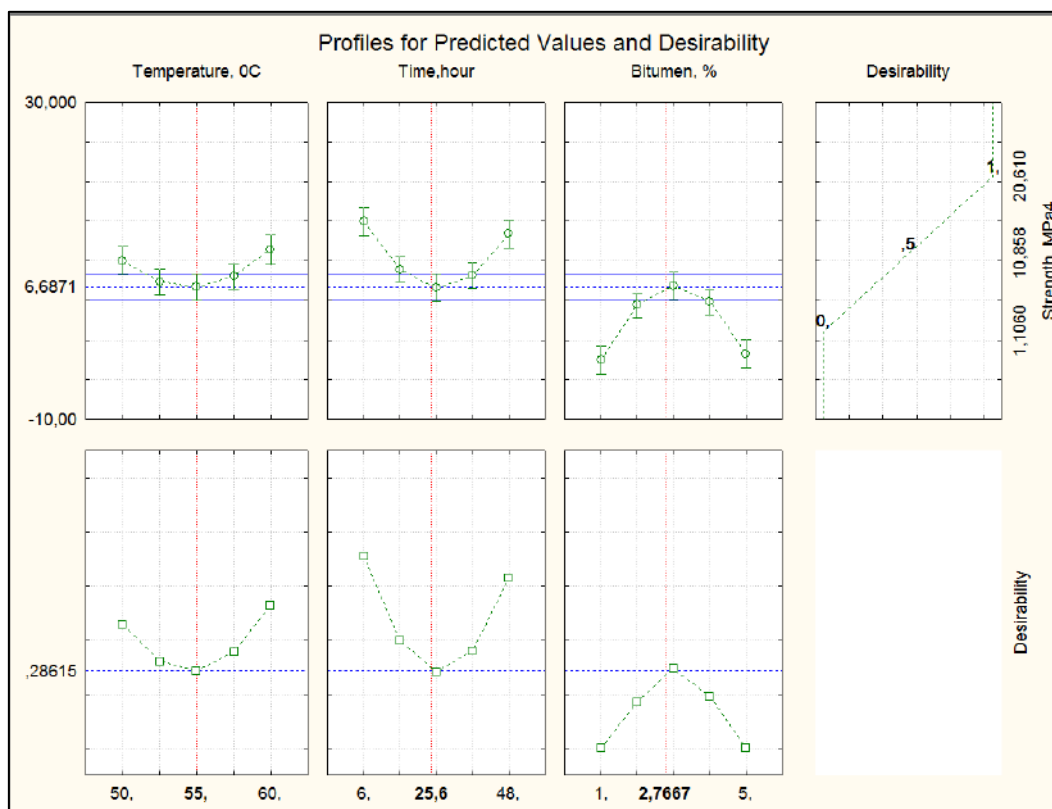 Profiles for Predicted Values and Desirability
Temperature, 0C Time,hour Bitumen, % Desirability
30,000
6,6871
-10,00
1,
,5
0,
20,610
10,858
1,1060
Strength, MPa4
,28615
Desirability
50, 55, 60, 6, 25,6 48, 1, 2,7667 5,